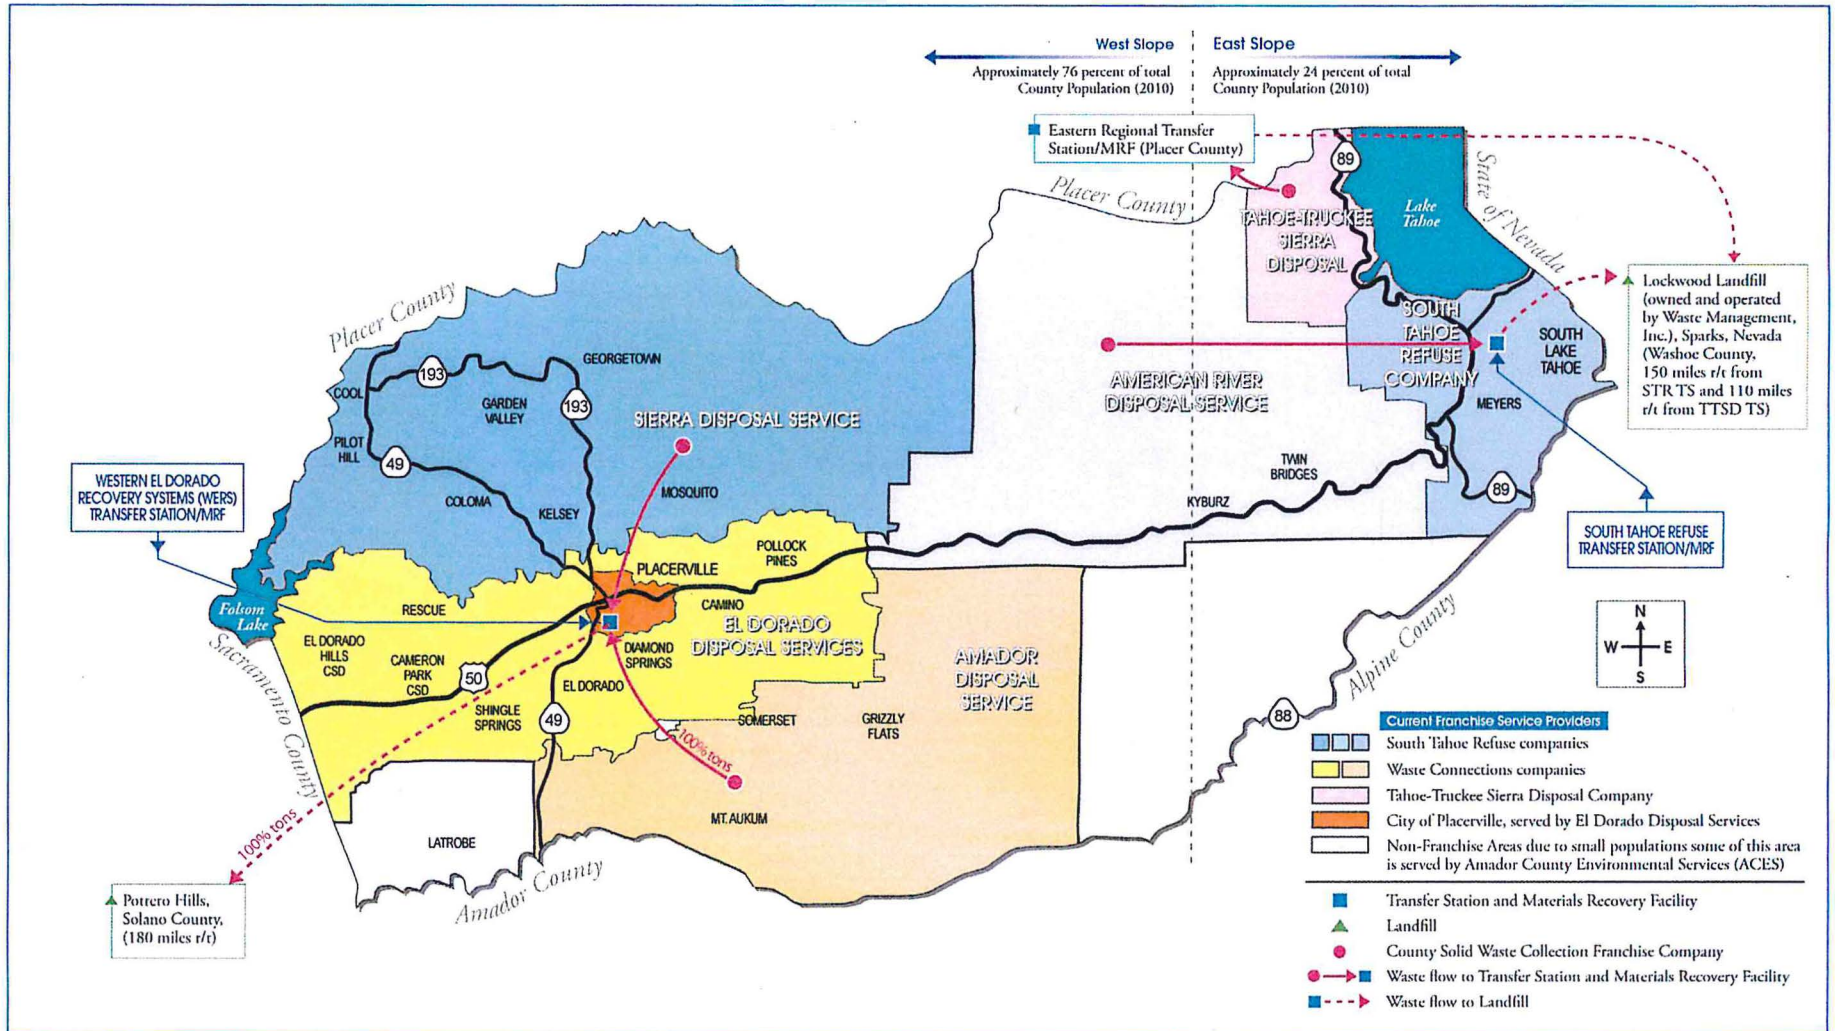 West Slope
East Slope
Approximately 76 percent of total
County Population (2010)
Approximately 24 percent of total
County Population (2010)
Eastern Regional Transfer
Station/MRF (Placer County)
89
Placer County
State of Nevada
Lake
Tahoe
TAHOE-TRUCKEE
SIERRA
DISPOSAL
Lockwood Landfill
(owned and operated
by Waste Management,
Inc.), Sparks, Nevada
(Washoe County,
150 miles r/t from
STR TS and 110 miles
r/t from TTSD TS)
SOUTH
TAHOE
REFUSE
COMPANY
SOUTH
LAKE
TAHOE
MEYERS
AMERICAN RIVER
DISPOSAL SERVICE
TWIN
BRIDGES
KYBURZ
89
SOUTH TAHOE REFUSE
TRANSFER STATION/MRF
Placer County
GEORGETOWN
193
COOL
GARDEN
VALLEY
193
SIERRA DISPOSAL SERVICE
PILOT
HILL
49
MOSQUITO
COLOMA
KELSEY
WESTERN EL DORADO
RECOVERY SYSTEMS (WERS)
TRANSFER STATION/MRF
POLLOCK
PINES
PLACERVILLE
Folsom
Lake
RESCUE
CAMINO
EL DORADO
DISPOSAL SERVICES
EL DORADO
HILLS
CSD
CAMERON
PARK
CSD
DIAMOND
SPRINGS
50
EL DORADO
AMADOR
DISPOSAL
SERVICE
SHINGLE
SPRINGS
49
SOMERSET
GRIZZLY
FLATS
Sacramento County
100% tons
MT. AUKUM
LATROBE
100% tons
Amador County
Potrero Hills,
Solano County,
(180 miles r/t)
Alpine County
88
N
W
E
S
Current Franchise Service Providers
South Tahoe Refuse companies
Waste Connections companies
Tahoe-Truckee Sierra Disposal Company
City of Placerville, served by El Dorado Disposal Services
Non-Franchise Areas due to small populations some of this area
is served by Amador County Environmental Services (ACES)
Transfer Station and Materials Recovery Facility
Landfill
County Solid Waste Collection Franchise Company
Waste flow to Transfer Station and Materials Recovery Facility
Waste flow to Landfill